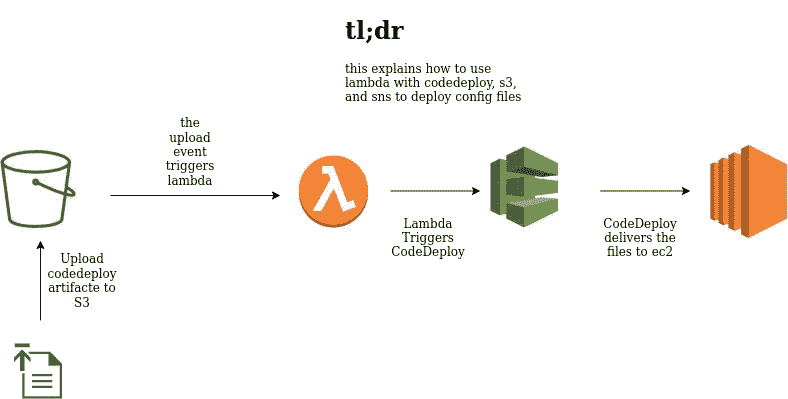 tl;dr
this explains how to use
lambda with codedeploy, s3,
and sns to deploy config files
the
upload
event
triggers
lambda
Lambda
Triggers
CodeDeploy
CodeDeploy
delivers the
files to ec2
Upload
codedeploy
artifacte to
S3